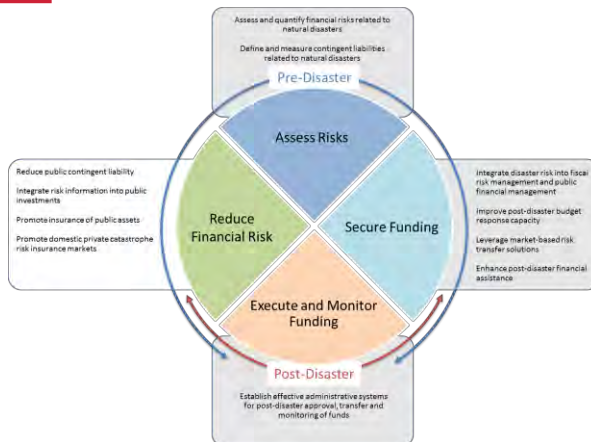 Assess and quantify financial risks related to
natural disasters
Define and measure contingent liabilities
related to natural disasters
Pre-Disaster
Assess Risks
Reduce public contingent liability
Integrate risk information into public
investments
Promote insurance of public assets
Promote domestic private catastrophe
risk insurance markets
Reduce
Financial Risk
Secure Funding
Integrate disaster risk into fiscal
risk management and public
financial management
Improve post-disaster budget
response capacity
Leverage market-based risk
transfer solutions
Enhance post-disaster financial
assistance
Execute and Monitor
Funding
Post-Disaster
Establish effective administrative systems
for post-disaster approval, transfer and
monitoring of funds